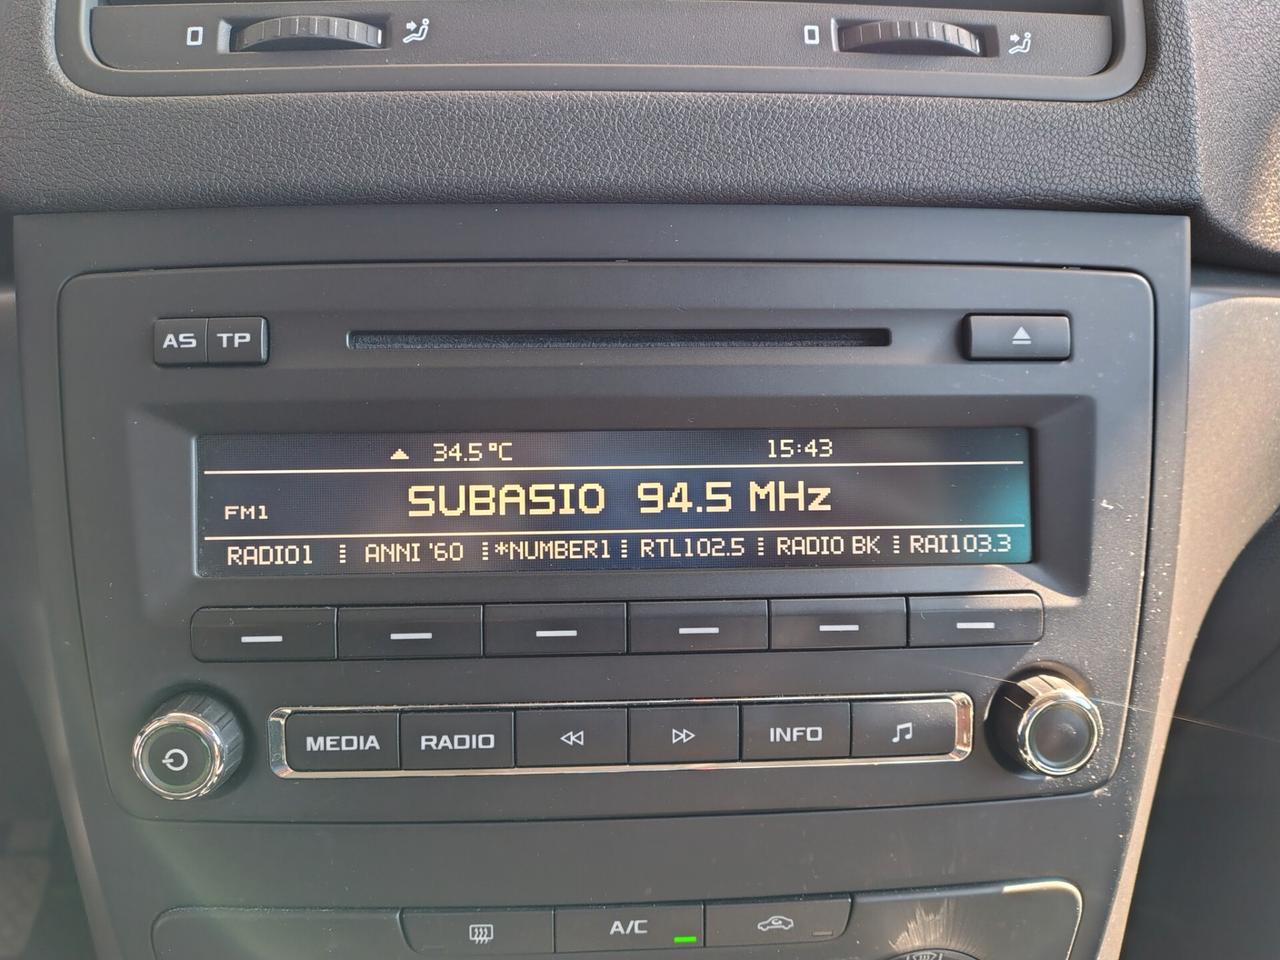 AS TP
34.5°C 15:43
FM1 SUBASIO 94.5 MHz
RADIO1 ANNI '60 *NUMBER1 RTL102.5 RADIO BK RAI103.3
MEDIA RADIO INFO
A/C